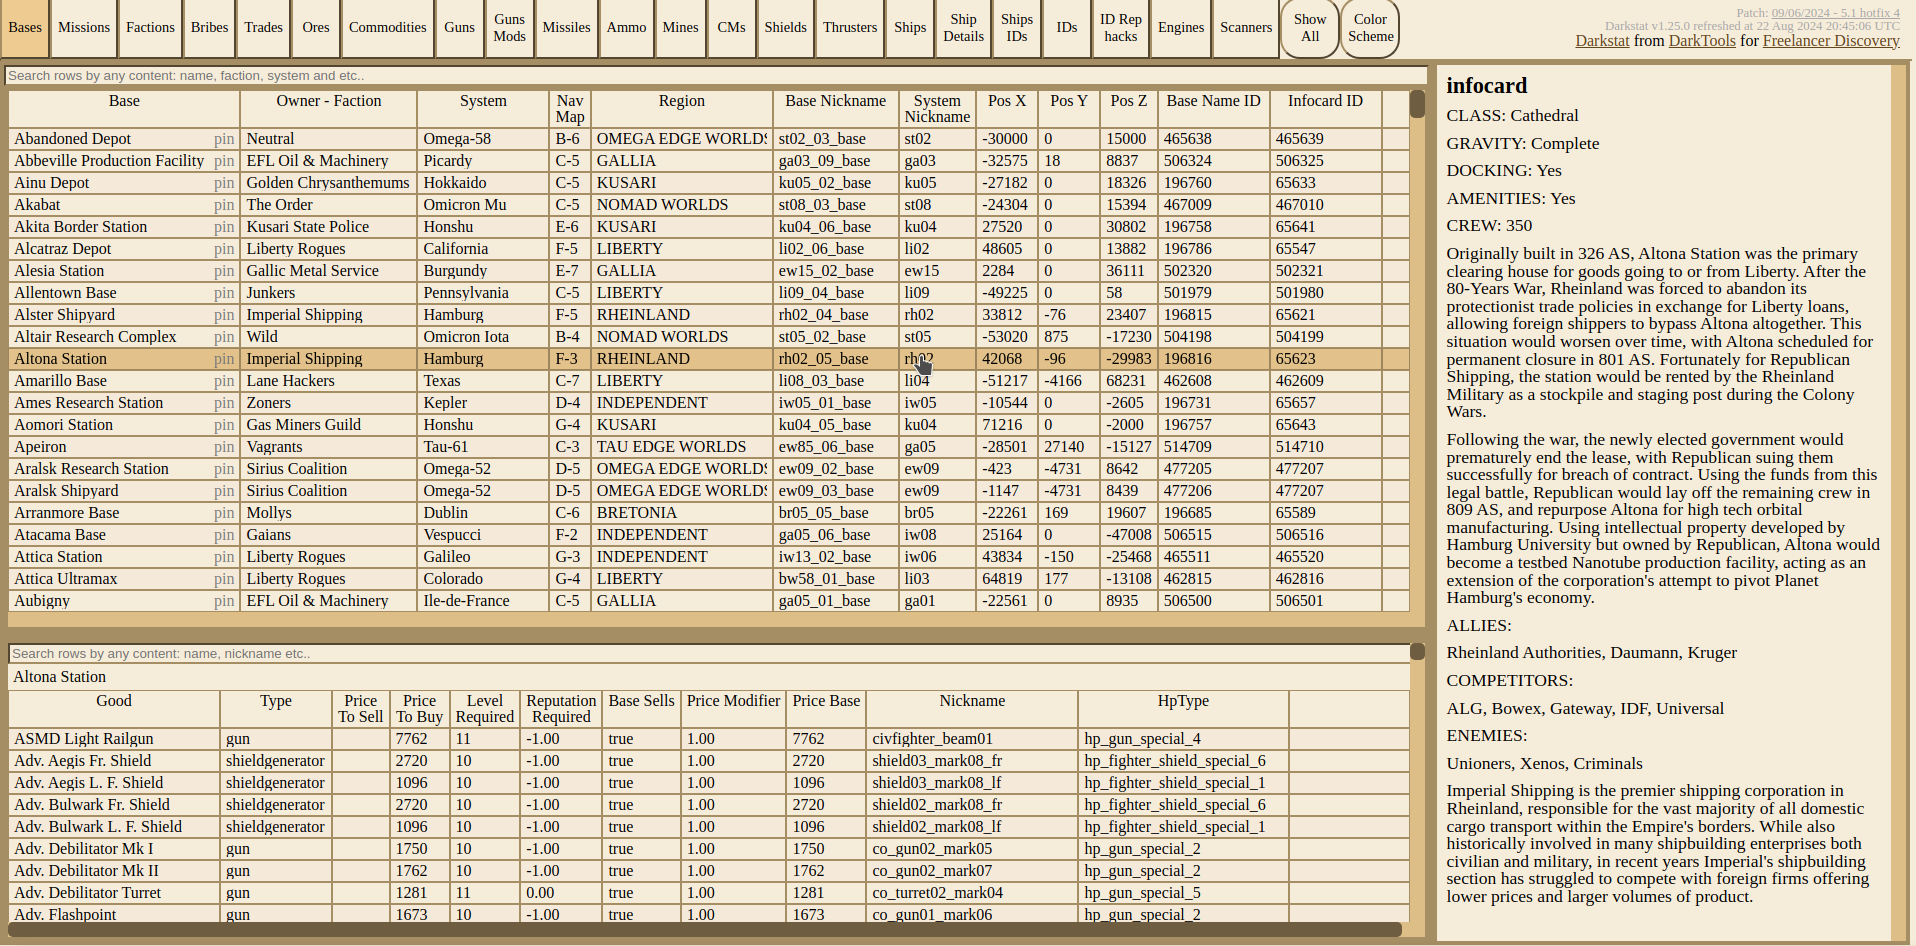 Bases Missions Factions Bribes Trades Ores Commodities Guns Guns Mods Missiles Ammo Mines CMs Shields Thrusters Ships Ship Details Ships IDs IDs ID Rep hacks Engines Scanners Show All Color Scheme
Patch: 09/06/2024 - 5.1 hotfix 4
Darkstat v1.25.0 refreshed at 22 Aug 2024 20:45:06 UTC
Darkstat from DarkTools for Freelancer Discovery
Search rows by any content: name, faction, system and etc..
Base Owner - Faction System Nav Map Region Base Nickname System Nickname Pos X Pos Y Pos Z Base Name ID Infocard ID
Abandoned Depot pin Neutral Omega-58 B-6 OMEGA EDGE WORLDS st02_03_base st02 -30000 0 15000 465638 465639
Abbeville Production Facility pin EFL Oil & Machinery Picardy C-5 GALLIA ga03_09_base ga03 -32575 18 8837 506324 506325
Ainu Depot pin Golden Chrysanthemums Hokkaido C-5 KUSARI ku05_02_base ku05 -27182 0 18326 196760 65633
Akabat pin The Order Omicron Mu C-5 NOMAD WORLDS st08_03_base st08 -24304 0 15394 467009 467010
Akita Border Station pin Kusari State Police Honshu E-6 KUSARI ku04_06_base ku04 27520 0 30802 196758 65641
Alcatraz Depot pin Liberty Rogues California F-5 LIBERTY li02_06_base li02 48605 0 13882 196786 65547
Alesia Station pin Gallic Metal Service Burgundy E-7 GALLIA ew15_02_base ew15 2284 0 36111 502320 502321
Allentown Base pin Junkers Pennsylvania C-5 LIBERTY li09_04_base li09 -49225 0 58 501979 501980
Alster Shipyard pin Imperial Shipping Hamburg F-5 RHEINLAND rh02_04_base rh02 33812 -76 23407 196815 65621
Altair Research Complex pin Wild Omicron Iota B-4 NOMAD WORLDS st05_02_base st05 -53020 875 -17230 504198 504199
Altona Station pin Imperial Shipping Hamburg F-3 RHEINLAND rh02_05_base rh02 42068 -96 -29983 196816 65623
Amarillo Base pin Lane Hackers Texas C-7 LIBERTY li08_03_base li04 -51217 -4166 68231 462608 462609
Ames Research Station pin Zoners Kepler D-4 INDEPENDENT iw05_01_base iw05 -10544 0 -2605 196731 65657
Aomori Station pin Gas Miners Guild Honshu G-4 KUSARI ku04_05_base ku04 71216 0 -2000 196757 65643
Apeiron pin Vagrants Tau-61 C-3 TAU EDGE WORLDS ew85_06_base ga05 -28501 27140 -15127 514709 514710
Aralsk Research Station pin Sirius Coalition Omega-52 D-5 OMEGA EDGE WORLDS ew09_02_base ew09 -423 -4731 8642 477205 477207
Aralsk Shipyard pin Sirius Coalition Omega-52 D-5 OMEGA EDGE WORLDS ew09_03_base ew09 -1147 -4731 8439 477206 477207
Arranmore Base pin Mollys Dublin C-6 BRETONIA br05_05_base br05 -22261 169 19607 196685 65589
Atacama Base pin Gaians Vespucci F-2 INDEPENDENT ga05_06_base iw08 25164 0 -47008 506515 506516
Attica Station pin Liberty Rogues Galileo G-3 INDEPENDENT iw13_02_base iw06 43834 -150 -25468 465511 465520
Attica Ultramax pin Liberty Rogues Colorado G-4 LIBERTY bw58_01_base li03 64819 177 -13108 462815 462816
Aubigny pin EFL Oil & Machinery Ile-de-France C-5 GALLIA ga05_01_base ga01 -22561 0 8935 506500 506501
Search rows by any content: name, nickname etc..
Altona Station
Good Type Price To Sell Price To Buy Level Required Reputation Required Base Sells Price Modifier Price Base Nickname HpType
ASMD Light Railgun gun 7762 11 -1.00 true 1.00 7762 civfighter_beam01 hp_gun_special_4
Adv. Aegis Fr. Shield shieldgenerator 2720 10 -1.00 true 1.00 2720 shield03_mark08_fr hp_fighter_shield_special_6
Adv. Aegis L. F. Shield shieldgenerator 1096 10 -1.00 true 1.00 1096 shield03_mark08_lf hp_fighter_shield_special_1
Adv. Bulwark Fr. Shield shieldgenerator 2720 10 -1.00 true 1.00 2720 shield02_mark08_fr hp_fighter_shield_special_6
Adv. Bulwark L. F. Shield shieldgenerator 1096 10 -1.00 true 1.00 1096 shield02_mark08_lf hp_fighter_shield_special_1
Adv. Debilitator Mk I gun 1750 10 -1.00 true 1.00 1750 co_gun02_mark05 hp_gun_special_2
Adv. Debilitator Mk II gun 1762 10 -1.00 true 1.00 1762 co_gun02_mark07 hp_gun_special_2
Adv. Debilitator Turret gun 1281 11 0.00 true 1.00 1281 co_turret02_mark04 hp_gun_special_5
Adv. Flashpoint gun 1673 10 -1.00 true 1.00 1673 co_gun01_mark06 hp_gun_special_2
infocard
CLASS: Cathedral
GRAVITY: Complete
DOCKING: Yes
AMENITIES: Yes
CREW: 350
Originally built in 326 AS, Altona Station was the primary
clearing house for goods going to or from Liberty. After the
80-Years War, Rheinland was forced to abandon its
protectionist trade policies in exchange for Liberty loans,
allowing foreign shippers to bypass Altona altogether. This
situation would worsen over time, with Altona scheduled for
permanent closure in 801 AS. Fortunately for Republican
Shipping, the station would be rented by the Rheinland
Military as a stockpile and staging post during the Colony
Wars.
Following the war, the newly elected government would
prematurely end the lease, with Republican suing them
successfully for breach of contract. Using the funds from this
legal battle, Republican would lay off the remaining crew in
809 AS, and repurpose Altona for high tech orbital
manufacturing. Using intellectual property developed by
Hamburg University but owned by Republican, Altona would
become a testbed Nanotube production facility, acting as an
extension of the corporation's attempt to pivot Planet
Hamburg's economy.
ALLIES:
Rheinland Authorities, Daumann, Kruger
COMPETITORS:
ALG, Bowex, Gateway, IDF, Universal
ENEMIES:
Unioners, Xenos, Criminals
Imperial Shipping is the premier shipping corporation in
Rheinland, responsible for the vast majority of all domestic
cargo transport within the Empire's borders. While also
historically involved in many shipbuilding enterprises both
civilian and military, in recent years Imperial's shipbuilding
section has struggled to compete with foreign firms offering
lower prices and larger volumes of product.